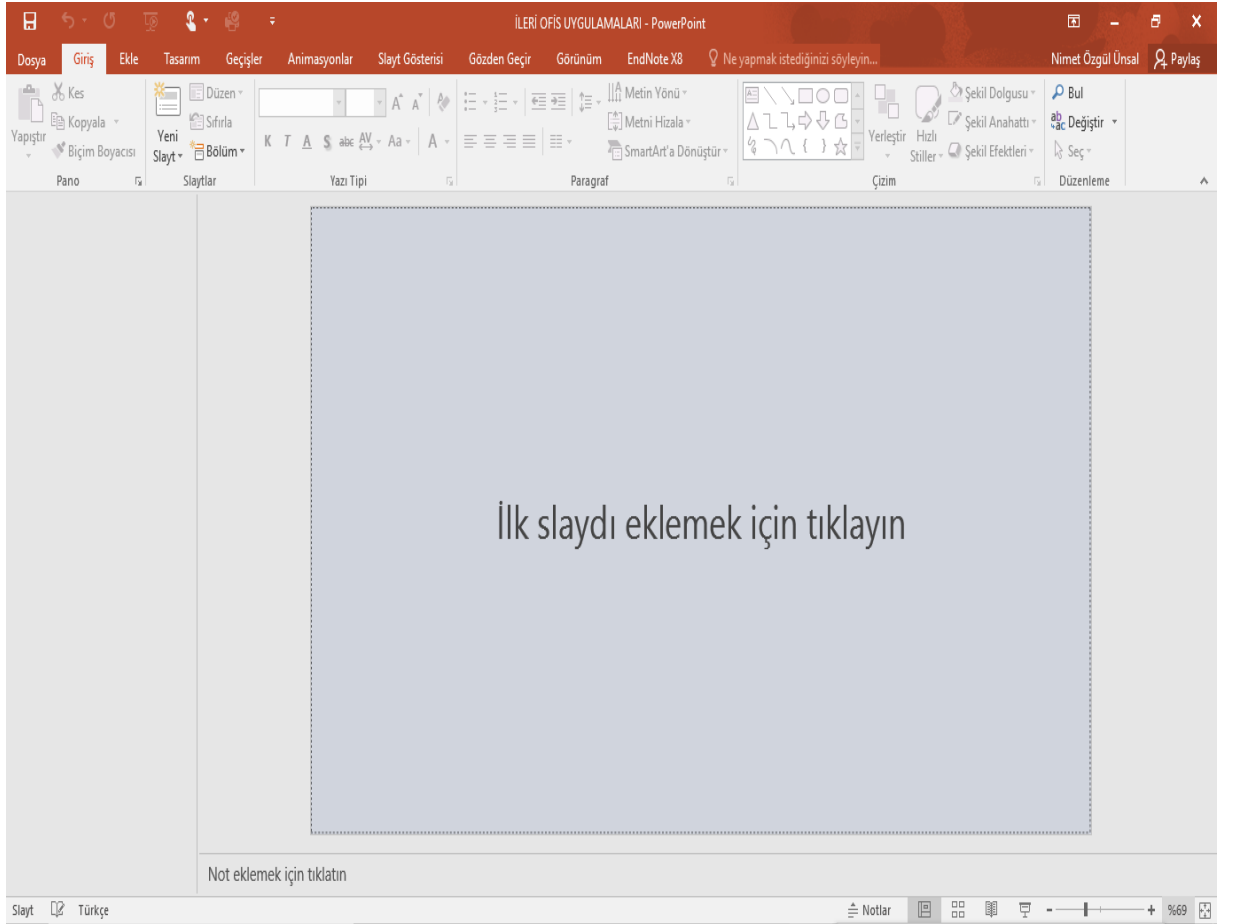 İLERİ OFİS UYGULAMALARI - PowerPoint
Dosya Giriş Ekle Tasarım Geçişler Animasyonlar Slayt Gösterisi Gözden Geçir Görünüm EndNote X8 Ne yapmak istediğinizi söyleyin... Nimet Özgül Ünsal Paylaş
Yapıştır
Kes
Kopyala
Biçim Boyacısı
Pano
Yeni
Slayt
Düzen
Sıfırla
Bölüm
Slaytlar
K T A S abc AV Aa A
Yazı Tipi
Metin Yönü
Metni Hizala
SmartArt'a Dönüştür
Paragraf
Yerleştir
Hızlı
Stiller
Şekil Dolgusu
Şekil Anahattı
Şekil Efektleri
Çizim
Bul
Değiştir
Seç
Düzenleme
İlk slaydı eklemek için tıklayın
Not eklemek için tıklatın
Slayt Türkçe Notlar %69